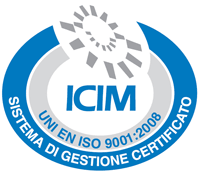 ICIM
UNI EN ISO 9001:2008
SISTEMA DI GESTIONE CERTIFICATO